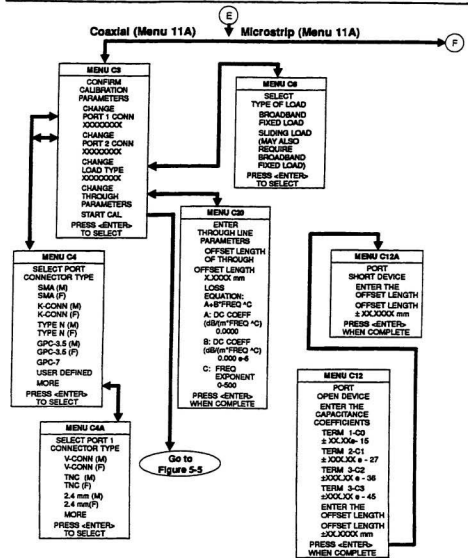 E
Coaxial (Menu 11A)
Microstrip (Menu 11A)
F
MENU C3
CONFIRM
CALIBRATION
PARAMETERS
CHANGE
PORT 1 CONN
XXXXXXXX
CHANGE
PORT 2 CONN
XXXXXXXX
CHANGE
LOAD TYPE
XXXXXXXX
CHANGE
THROUGH
PARAMETERS
START CAL
PRESS <ENTER>
TO SELECT
MENU C6
SELECT
TYPE OF LOAD
BROADBAND
FIXED LOAD
SLIDING LOAD
(MAY ALSO
REQUIRE
BROADBAND
FIXED LOAD)
PRESS <ENTER>
TO SELECT
MENU C4
SELECT PORT
CONNECTOR TYPE
SMA (M)
SMA (F)
K-CONN (M)
K-CONN (F)
TYPE N (M)
TYPE N (F)
GPC-3.5 (M)
GPC-3.5 (F)
GPC-7
USER DEFINED
MORE
PRESS <ENTER>
TO SELECT
MENU C4A
SELECT PORT 1
CONNECTOR TYPE
V-CONN (M)
V-CONN (F)
TNC (M)
TNC (F)
2.4 mm (M)
2.4 mm(F)
MORE
PRESS <ENTER>
TO SELECT
MENU C20
ENTER
THROUGH LINE
PARAMETERS
OFFSET LENGTH
OF THROUGH
OFFSET LENGTH
X.XXXX mm
LOSS
EQUATION:
A+B*FREQ ^C
A: DC COEFF
(dB/(m*FREQ ^C)
0.0000
B: DC COEFF
(dB/(m*FREQ ^C)
0.000 e-6
C: FREQ
EXPONENT
0-500
PRESS <ENTER>
WHEN COMPLETE
Go to
Figure 5-5
MENU C12A
PORT
SHORT DEVICE
ENTER THE
OFFSET LENGTH
OFFSET LENGTH
± XX.XXXX mm
PRESS <ENTER>
WHEN COMPLETE
MENU C12
PORT
OPEN DEVICE
ENTER THE
CAPACITANCE
COEFFICIENTS
TERM 1-C0
± XX.XXe- 15
TERM 2-C1
± XXX.XX e - 27
TERM 3-C2
±XXX.XX e - 36
TERM 3-C3
±XXX.XX e - 45
ENTER THE
OFFSET LENGTH
OFFSET LENGTH
±XX.XXXX mm
PRESS <ENTER>
WHEN COMPLETE